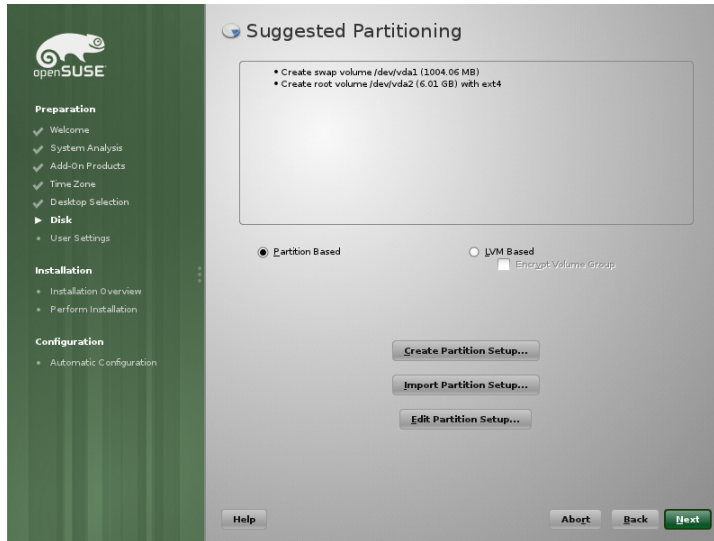 openSUSE
Preparation
Welcome
System Analysis
Add-On Products
Time Zone
Desktop Selection
Disk
User Settings
Installation
Installation Overview
Perform Installation
Configuration
Automatic Configuration
Suggested Partitioning
• Create swap volume /dev/vda1 (1004.06 MB)
• Create root volume /dev/vda2 (6.01 GB) with ext4
Partition Based
LVM Based
Encrypt Volume Group
Create Partition Setup...
Import Partition Setup...
Edit Partition Setup...
Help
Abort
Back
Next